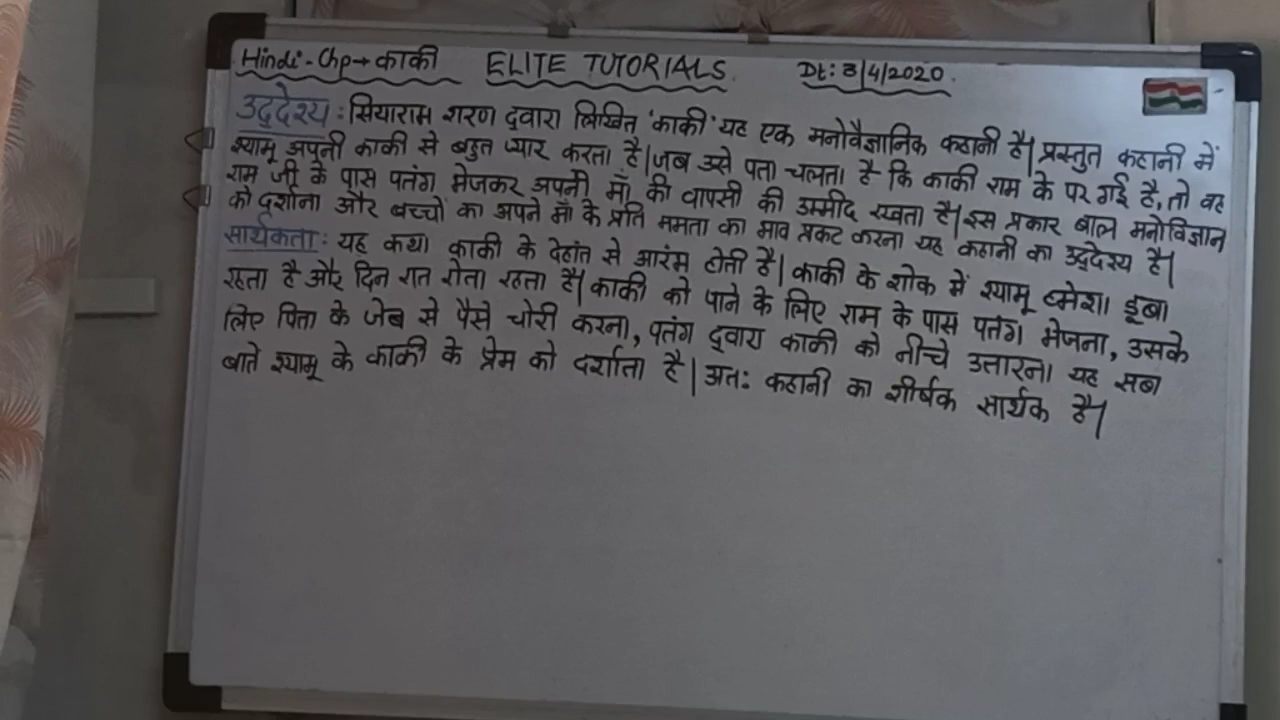 Hindi - Chp → काकी ELITE TUTORIALS Dt: 3/4/2020.
उद्देश्य : सियाराम शरण द्वारा लिखित 'काकी' यह एक मनोवैज्ञानिक कहानी है| प्रस्तुत कहानी में
श्यामू अपनी काकी से बहुत प्यार करता है|जब उसे पता चलता है कि काकी राम के पर गई है, तो वह
राम जी के पास पतंग भेजकर अपनी माँ की वापसी की उम्मीद रखता है| इस प्रकार बाल मनोविज्ञान
को दर्शाना और बच्चों का अपने माँ के प्रति ममता का भाव प्रकट करना यह कहानी का उद्देश्य है|
सार्थकता : यह कथा काकी के देहांत से आरंभ होती है| काकी के शोक में श्यामू हमेशा डूबा
रहता है और दिन रात रोता रहता है| काकी को पाने के लिए राम के पास पतंग भेजना, उसके
लिए पिता के जेब से पैसे चोरी करना, पतंग द्वारा काकी को नीचे उतारना यह सब
बाते श्यामू के काकी के प्रेम को दर्शाता है| अतः कहानी का शीर्षक सार्थक है|